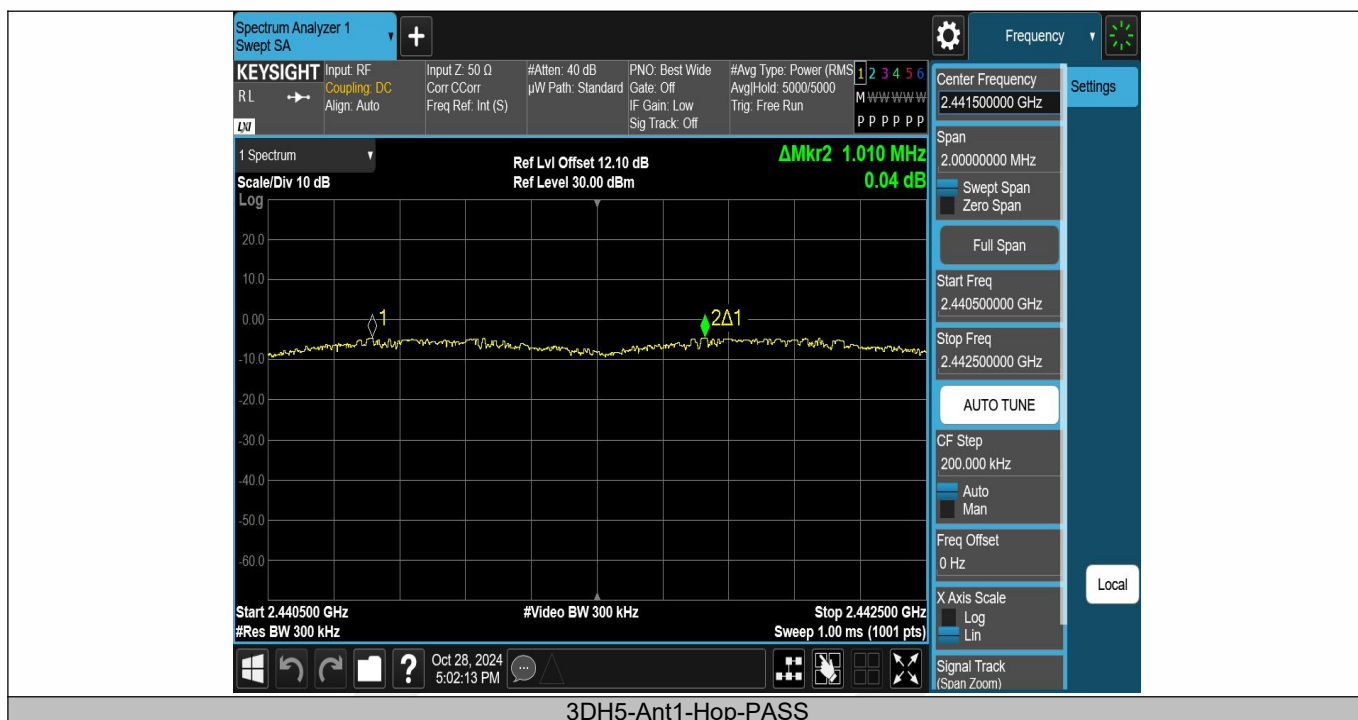 Spectrum Analyzer 1
Swept SA
+
Frequency
KEYSIGHT
Input: RF
Input Z: 50 Ω
#Atten: 40 dB
PNO: Best Wide
#Avg Type: Power (RMS
1 2 3 4 5 6
RL
Coupling: DC
Corr CCorr
µW Path: Standard
Gate: Off
Avg|Hold: 5000/5000
M W W W W W
Align: Auto
Freq Ref: Int (S)
IF Gain: Low
Trig: Free Run
LXI
Sig Track: Off
P P P P P P
Center Frequency
2.441500000 GHz
Settings
1 Spectrum
Ref Lvl Offset 12.10 dB
ΔMkr2 1.010 MHz
Scale/Div 10 dB
Ref Level 30.00 dBm
0.04 dB
Log
20.0
10.0
0.00
-10.0
-20.0
-30.0
-40.0
-50.0
-60.0
1
2Δ1
Start 2.440500 GHz
#Video BW 300 kHz
Stop 2.442500 GHz
#Res BW 300 kHz
Sweep 1.00 ms (1001 pts)
Span
2.00000000 MHz
Swept Span
Zero Span
Full Span
Start Freq
2.440500000 GHz
Stop Freq
2.442500000 GHz
AUTO TUNE
CF Step
200.000 kHz
Auto
Man
Freq Offset
0 Hz
X Axis Scale
Log
Lin
Signal Track
(Span Zoom)
Local
?
Oct 28, 2024
5:02:13 PM
3DH5-Ant1-Hop-PASS